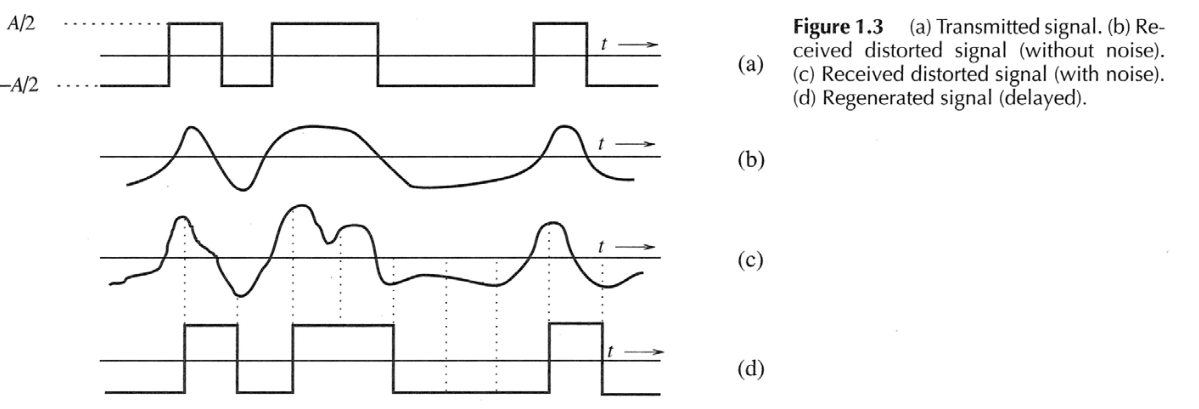 A/2
t
Figure 1.3 (a) Transmitted signal. (b) Re-
ceived distorted signal (without noise).
(c) Received distorted signal (with noise).
(d) Regenerated signal (delayed).
(a)
–A/2
t
(b)
t
(c)
t
(d)